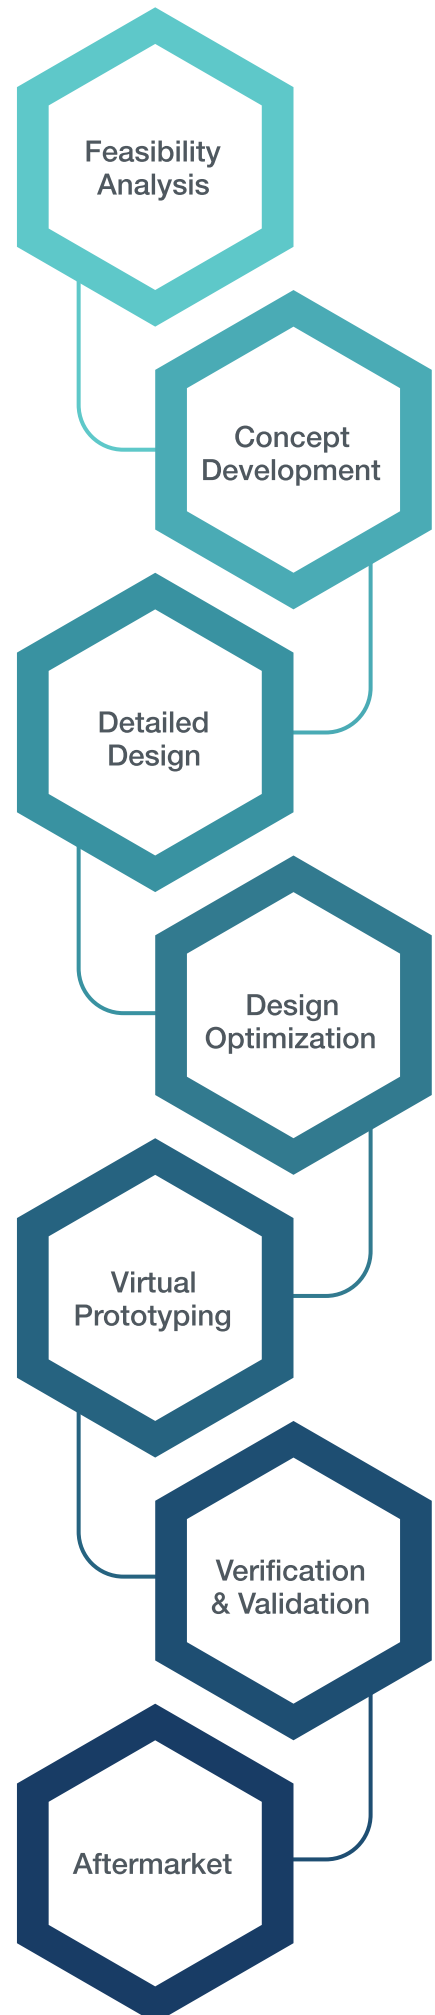 Feasibility
Analysis
Concept
Development
Detailed
Design
Design
Optimization
Virtual
Prototyping
Verification
& Validation
Aftermarket